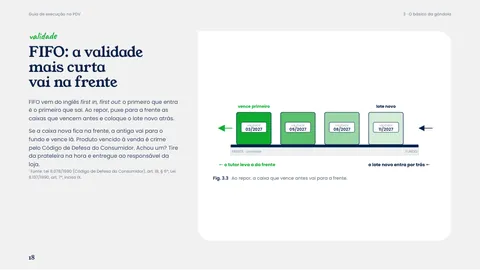 Guia de execução no PDV
3 · O básico da gôndola
validade
FIFO: a validade
mais curta
vai na frente
FIFO vem do inglês first in, first out: o primeiro que entra
é o primeiro que sai. Ao repor, puxe para a frente as
caixas que vencem antes e coloque o lote novo atrás.
Se a caixa nova fica na frente, a antiga vai para o
fundo e vence lá. Produto vencido à venda é crime
pelo Código de Defesa do Consumidor. Achou um? Tire
da prateleira na hora e entregue ao responsável da
loja.
vence primeiro
lote novo
03/2027
05/2027
08/2027
11/2027
← o tutor leva o da frente
o lote novo entra por trás ←
Fig. 3.3 Ao repor: a caixa que vence antes vai para a frente.
18